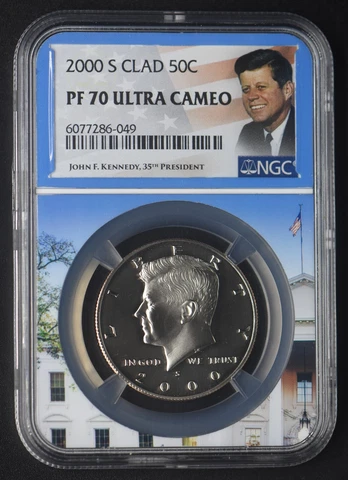 2000 S CLAD 50C
PF 70 ULTRA CAMEO
6077286-049
JOHN F. KENNEDY, 35TH PRESIDENT
NGC
LIBERTY
IN GOD WE TRUST
S
2000